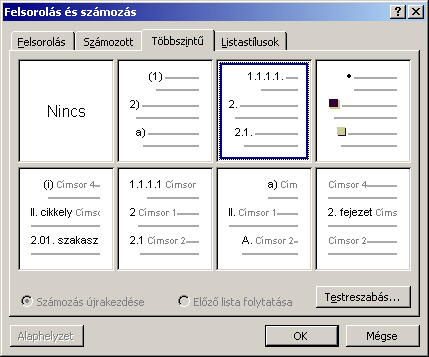 Felsorolás és számozás
Felsorolás
Számozott
Többszintű
Listastílusok
Nincs
(1)
2)
a)
1.1.1.1.
2.
2.1.
(i) Címsor 4
II. cikkely Címso
2.01. szakasz
1.1.1.1 Címsor
2 Címsor 1
2.1 Címsor 2
a) Cím
II. Címsor 1
A. Címsor 2
Címsor 4
2. fejezet Címs
Címsor 2
Számozás újrakezdése
Előző lista folytatása
Testreszabás...
Alaphelyzet
OK
Mégse